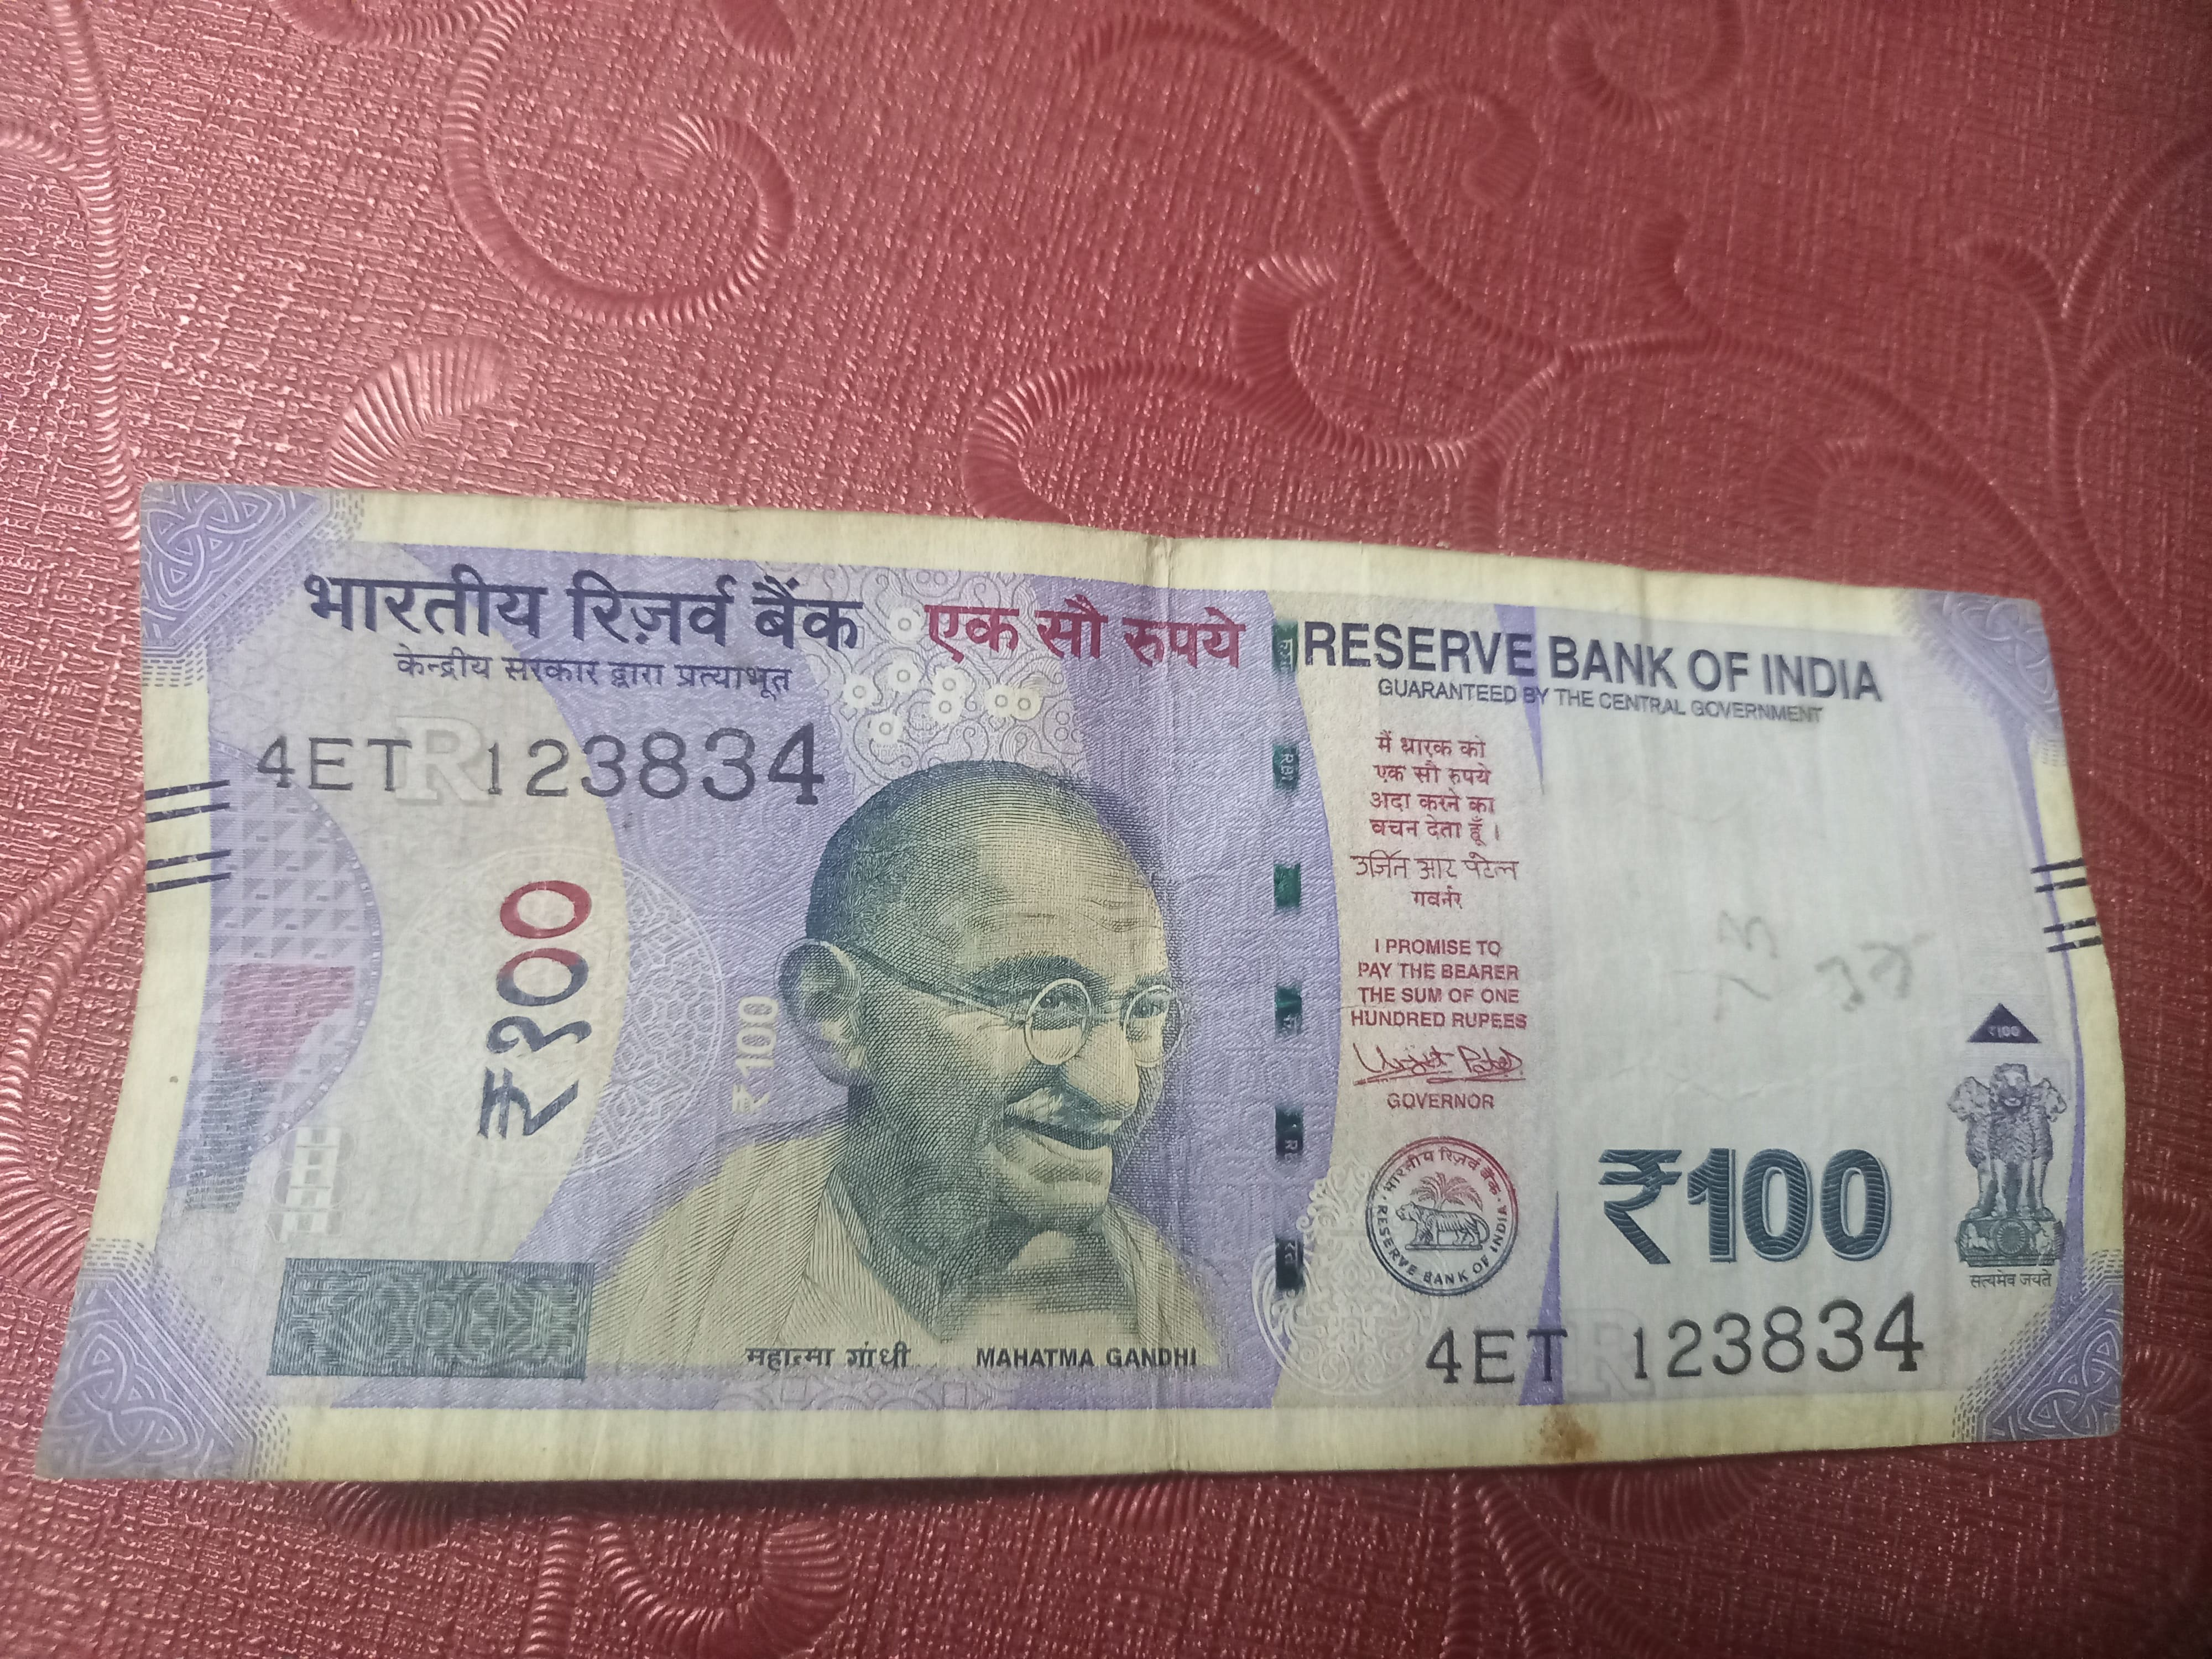 भारतीय रिज़र्व बैंक
केन्द्रीय सरकार द्वारा प्रत्याभूत
एक सौ रुपये
RESERVE BANK OF INDIA
GUARANTEED BY THE CENTRAL GOVERNMENT
4ET 123834
₹१००
₹100
मैं धारक को
एक सौ रुपये
अदा करने का
वचन देता हूँ ।
उर्जित आर पटेल
गवर्नर
I PROMISE TO
PAY THE BEARER
THE SUM OF ONE
HUNDRED RUPEES
Urjit Patel
GOVERNOR
भारतीय रिज़र्व बैंक
RESERVE BANK OF INDIA
₹100
₹100
सत्यमेव जयते
महात्मा गांधी
MAHATMA GANDHI
4ET 123834